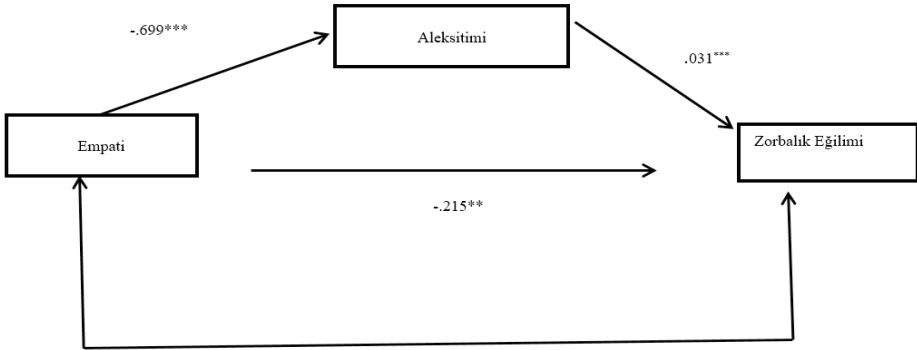 -.699***
Aleksitimi
.031***
Empati
Zorbalık Eğilimi
-.215**